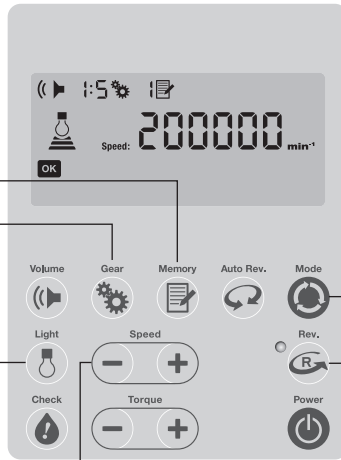 1:5 1
Speed: 200000 min-1
OK
Volume Gear Memory Auto Rev. Mode
Light Speed Rev.
R
Check Torque Power